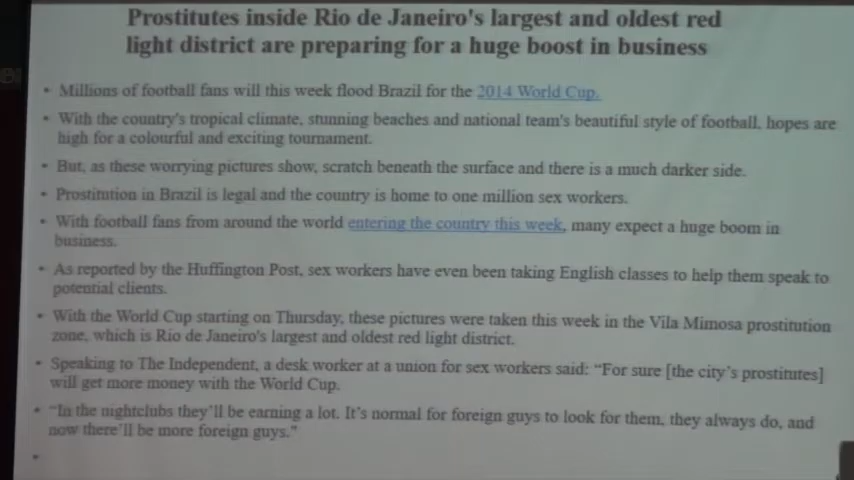 Prostitutes inside Rio de Janeiro's largest and oldest red
light district are preparing for a huge boost in business
• Millions of football fans will this week flood Brazil for the 2014 World Cup.
• With the country's tropical climate, stunning beaches and national team's beautiful style of football, hopes are
high for a colourful and exciting tournament.
• But, as these worrying pictures show, scratch beneath the surface and there is a much darker side.
• Prostitution in Brazil is legal and the country is home to one million sex workers.
• With football fans from around the world entering the country this week, many expect a huge boom in
business.
• As reported by the Huffington Post, sex workers have even been taking English classes to help them speak to
potential clients.
• With the World Cup starting on Thursday, these pictures were taken this week in the Vila Mimosa prostitution
zone, which is Rio de Janeiro's largest and oldest red light district.
• Speaking to The Independent, a desk worker at a union for sex workers said: “For sure [the city’s prostitutes]
will get more money with the World Cup.
• “In the nightclubs they’ll be earning a lot. It’s normal for foreign guys to look for them, they always do, and
now there’ll be more foreign guys.”
•